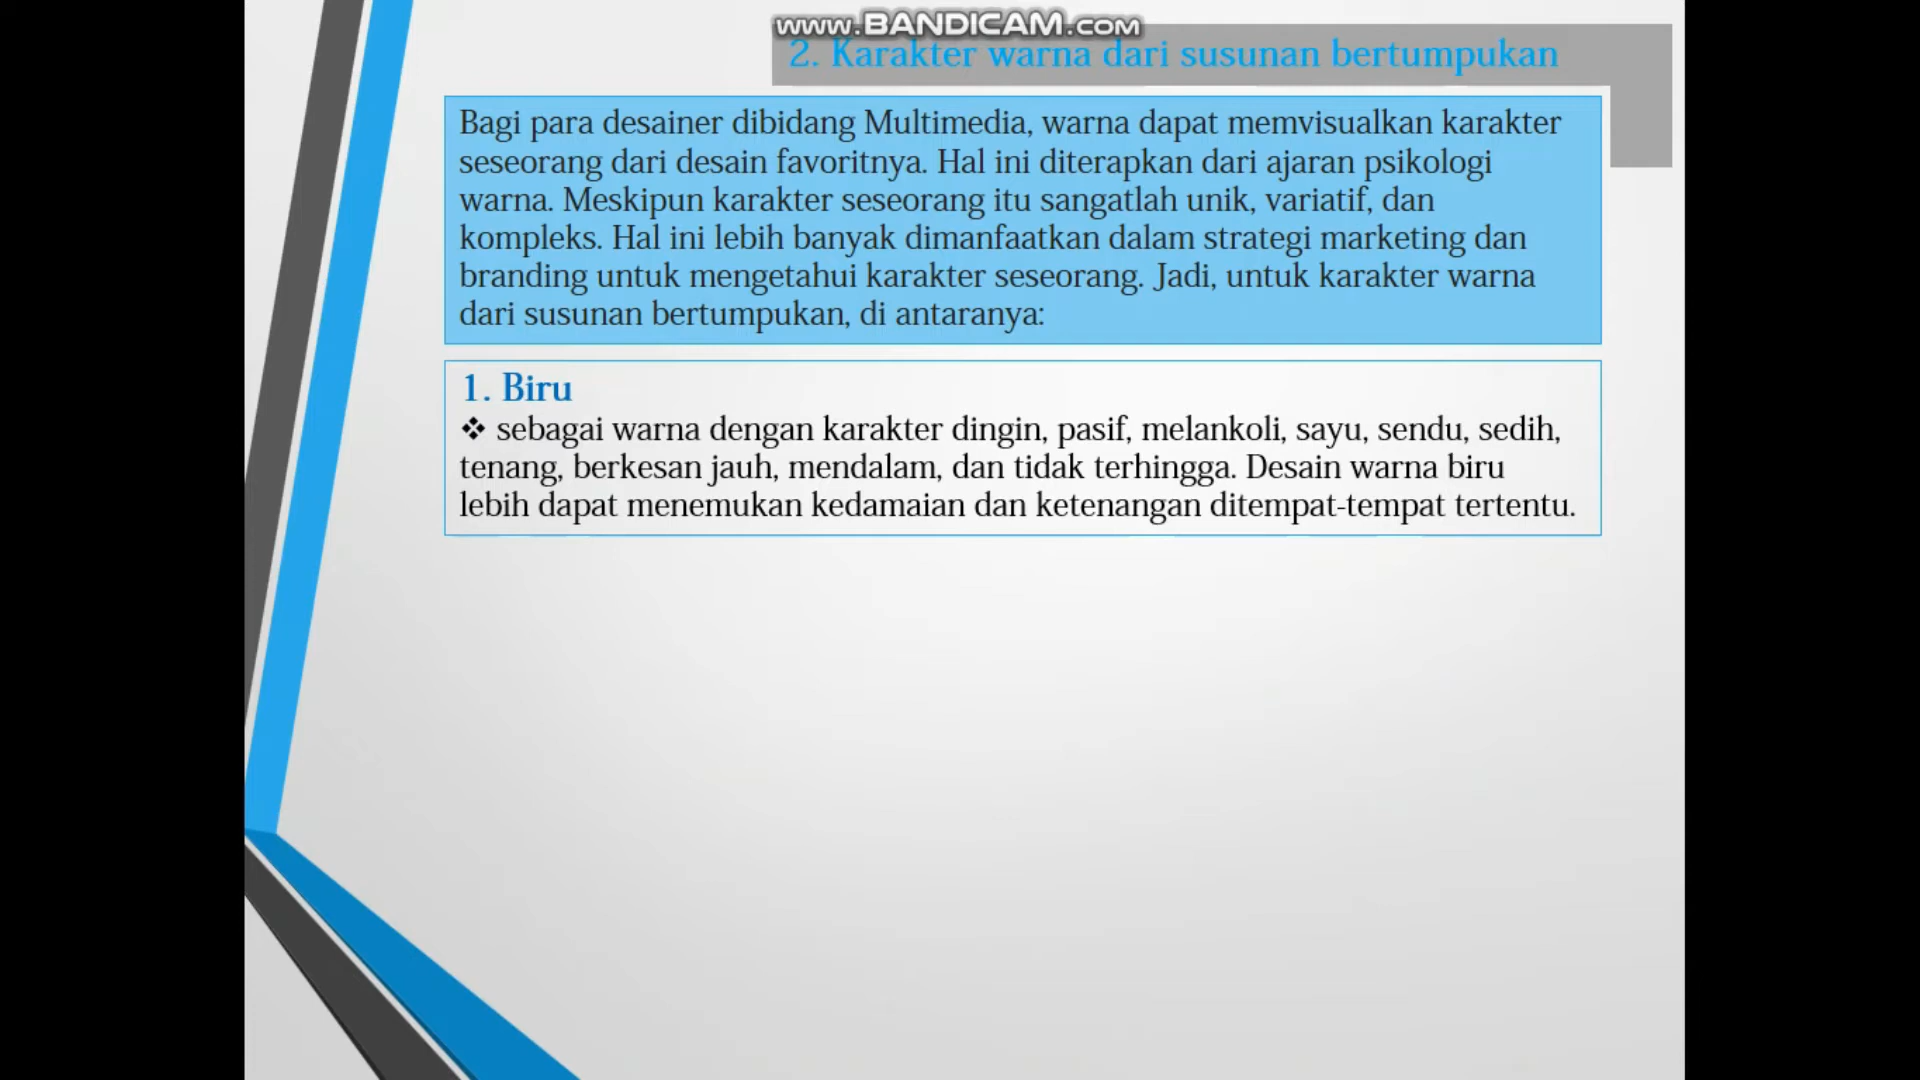 www.BANDICAM.com
2. Karakter warna dari susunan bertumpukan
Bagi para desainer dibidang Multimedia, warna dapat memvisualkan karakter
seseorang dari desain favoritnya. Hal ini diterapkan dari ajaran psikologi
warna. Meskipun karakter seseorang itu sangatlah unik, variatif, dan
kompleks. Hal ini lebih banyak dimanfaatkan dalam strategi marketing dan
branding untuk mengetahui karakter seseorang. Jadi, untuk karakter warna
dari susunan bertumpukan, di antaranya:
1. Biru
❖ sebagai warna dengan karakter dingin, pasif, melankoli, sayu, sendu, sedih,
tenang, berkesan jauh, mendalam, dan tidak terhingga. Desain warna biru
lebih dapat menemukan kedamaian dan ketenangan ditempat-tempat tertentu.